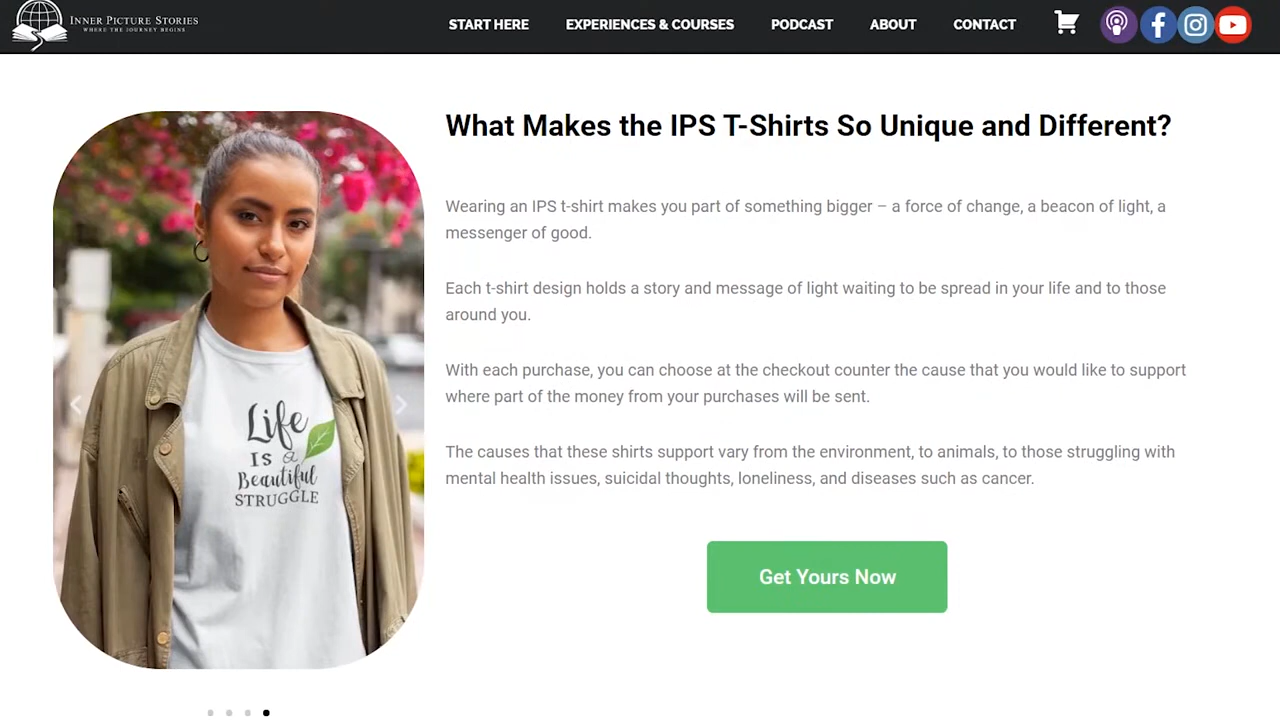 INNER PICTURE STORIES
WHERE THE JOURNEY BEGINS
START HERE
EXPERIENCES & COURSES
PODCAST
ABOUT
CONTACT
What Makes the IPS T-Shirts So Unique and Different?
Wearing an IPS t-shirt makes you part of something bigger – a force of change, a beacon of light, a
messenger of good.
Each t-shirt design holds a story and message of light waiting to be spread in your life and to those
around you.
With each purchase, you can choose at the checkout counter the cause that you would like to support
where part of the money from your purchases will be sent.
The causes that these shirts support vary from the environment, to animals, to those struggling with
mental health issues, suicidal thoughts, loneliness, and diseases such as cancer.
Get Yours Now
Life
IS a
Beautiful
STRUGGLE